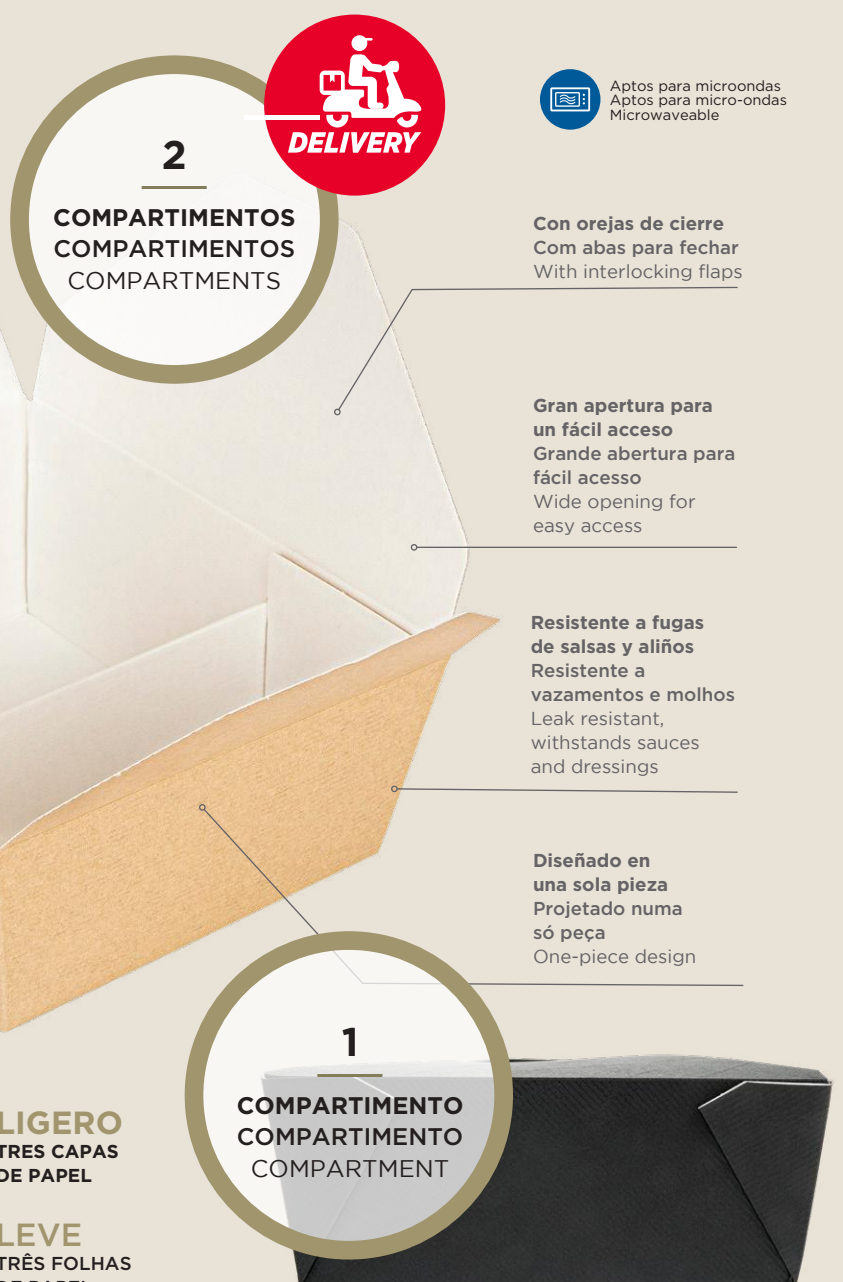 DELIVERY
Aptos para microondas
Aptos para micro-ondas
Microwaveable
2
COMPARTIMENTOS
COMPARTIMENTOS
COMPARTMENTS
Con orejas de cierre
Com abas para fechar
With interlocking flaps
Gran apertura para
un fácil acceso
Grande abertura para
fácil acesso
Wide opening for
easy access
Resistente a fugas
de salsas y aliños
Resistente a
vazamentos e molhos
Leak resistant,
withstands sauces
and dressings
Diseñado en
una sola pieza
Projetado numa
só peça
One-piece design
1
COMPARTIMENTO
COMPARTIMENTO
COMPARTMENT
LIGERO
TRES CAPAS
DE PAPEL
LEVE
TRÊS FOLHAS
DE PAPEL